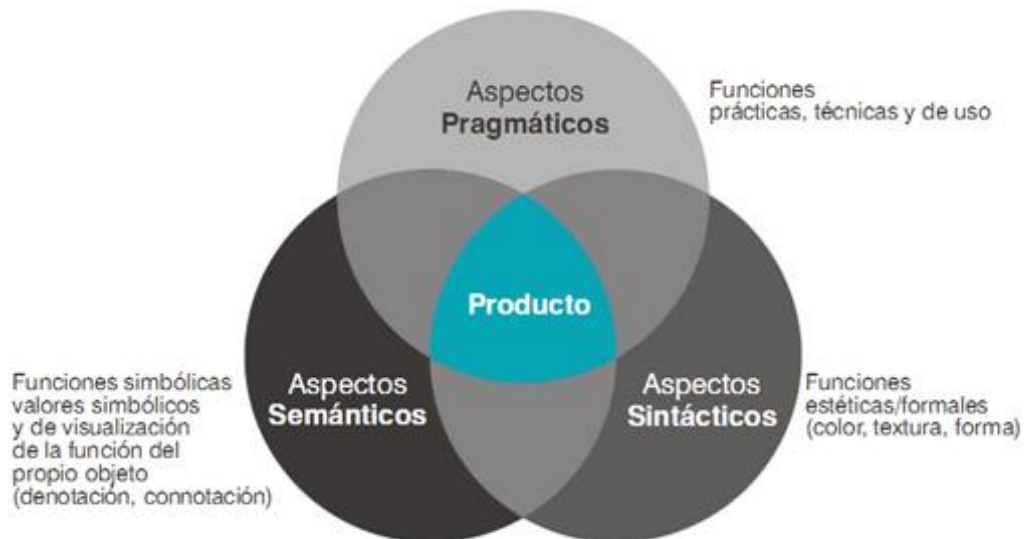 Aspectos
Pragmáticos
Funciones
prácticas, técnicas y de uso
Producto
Funciones simbólicas
valores simbólicos
y de visualización
de la función del
propio objeto
(denotación, connotación)
Aspectos
Semánticos
Aspectos
Sintácticos
Funciones
estéticas/formales
(color, textura, forma)